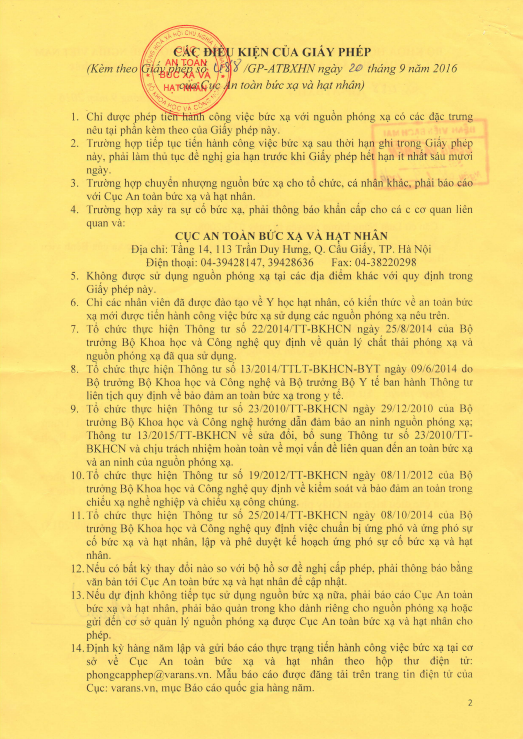 CÁC ĐIỀU KIỆN CỦA GIẤY PHÉP
(Kèm theo Giấy phép số 488 /GP-ATBXHN ngày 20 tháng 9 năm 2016
của Cục An toàn bức xạ và hạt nhân)
CỤC
AN TOÀN
BỨC XẠ VÀ
HẠT NHÂN
1. Chỉ được phép tiến hành công việc bức xạ với nguồn phóng xạ có các đặc trưng
nêu tại phần kèm theo của Giấy phép này.
2. Trường hợp tiếp tục tiến hành công việc bức xạ sau thời hạn ghi trong Giấy phép
này, phải làm thủ tục đề nghị gia hạn trước khi Giấy phép hết hạn ít nhất sáu mươi
ngày.
3. Trường hợp chuyển nhượng nguồn bức xạ cho tổ chức, cá nhân khác, phải báo cáo
với Cục An toàn bức xạ và hạt nhân.
4. Trường hợp xảy ra sự cố bức xạ, phải thông báo khẩn cấp cho cá c cơ quan liên
quan và:
CỤC AN TOÀN BỨC XẠ VÀ HẠT NHÂN
Địa chỉ: Tầng 14, 113 Trần Duy Hưng, Q. Cầu Giấy, TP. Hà Nội
Điện thoại: 04-39428147, 39428636 Fax: 04-38220298
5. Không được sử dụng nguồn phóng xạ tại các địa điểm khác với quy định trong
Giấy phép này.
6. Chỉ các nhân viên đã được đào tạo về Y học hạt nhân, có kiến thức về an toàn bức
xạ mới được tiến hành công việc bức xạ sử dụng các nguồn phóng xạ nêu trên.
7. Tổ chức thực hiện Thông tư số 22/2014/TT-BKHCN ngày 25/8/2014 của Bộ
trưởng Bộ Khoa học và Công nghệ quy định về quản lý chất thải phóng xạ và
nguồn phóng xạ đã qua sử dụng.
8. Tổ chức thực hiện Thông tư số 13/2014/TTLT-BKHCN-BYT ngày 09/6/2014 do
Bộ trưởng Bộ Khoa học và Công nghệ và Bộ trưởng Bộ Y tế ban hành Thông tư
liên tịch quy định về bảo đảm an toàn bức xạ trong y tế.
9. Tổ chức thực hiện Thông tư số 23/2010/TT-BKHCN ngày 29/12/2010 của Bộ
trưởng Bộ Khoa học và Công nghệ hướng dẫn đảm bảo an ninh nguồn phóng xạ;
Thông tư 13/2015/TT-BKHCN về sửa đổi, bổ sung Thông tư số 23/2010/TT-
BKHCN và chịu trách nhiệm hoàn toàn về mọi vấn đề liên quan đến an toàn bức xạ
và an ninh của nguồn phóng xạ.
10. Tổ chức thực hiện Thông tư số 19/2012/TT-BKHCN ngày 08/11/2012 của Bộ
trưởng Bộ Khoa học và Công nghệ quy định về kiểm soát và bảo đảm an toàn trong
chiếu xạ nghề nghiệp và chiếu xạ công chúng.
11. Tổ chức thực hiện Thông tư số 25/2014/TT-BKHCN ngày 08/10/2014 của Bộ
trưởng Bộ Khoa học và Công nghệ quy định việc chuẩn bị ứng phó và ứng phó sự
cố bức xạ và hạt nhân, lập và phê duyệt kế hoạch ứng phó sự cố bức xạ và hạt
nhân.
12. Nếu có bất kỳ thay đổi nào so với bộ hồ sơ đề nghị cấp phép, phải thông báo bằng
văn bản tới Cục An toàn bức xạ và hạt nhân để cập nhật.
13. Nếu dự định không tiếp tục sử dụng nguồn bức xạ nữa, phải báo cáo Cục An toàn
bức xạ và hạt nhân, phải bảo quản trong kho dành riêng cho nguồn phóng xạ hoặc
gửi đến cơ sở quản lý nguồn phóng xạ được Cục An toàn bức xạ và hạt nhân cho
phép.
14. Định kỳ hàng năm lập và gửi báo cáo thực trạng tiến hành công việc bức xạ tại cơ
sở về Cục An toàn bức xạ và hạt nhân theo hộp thư điện tử:
phongcapphep@varans.vn. Mẫu báo cáo được đăng tải trên trang tin điện tử của
Cục: varans.vn, mục Báo cáo quốc gia hàng năm.
2